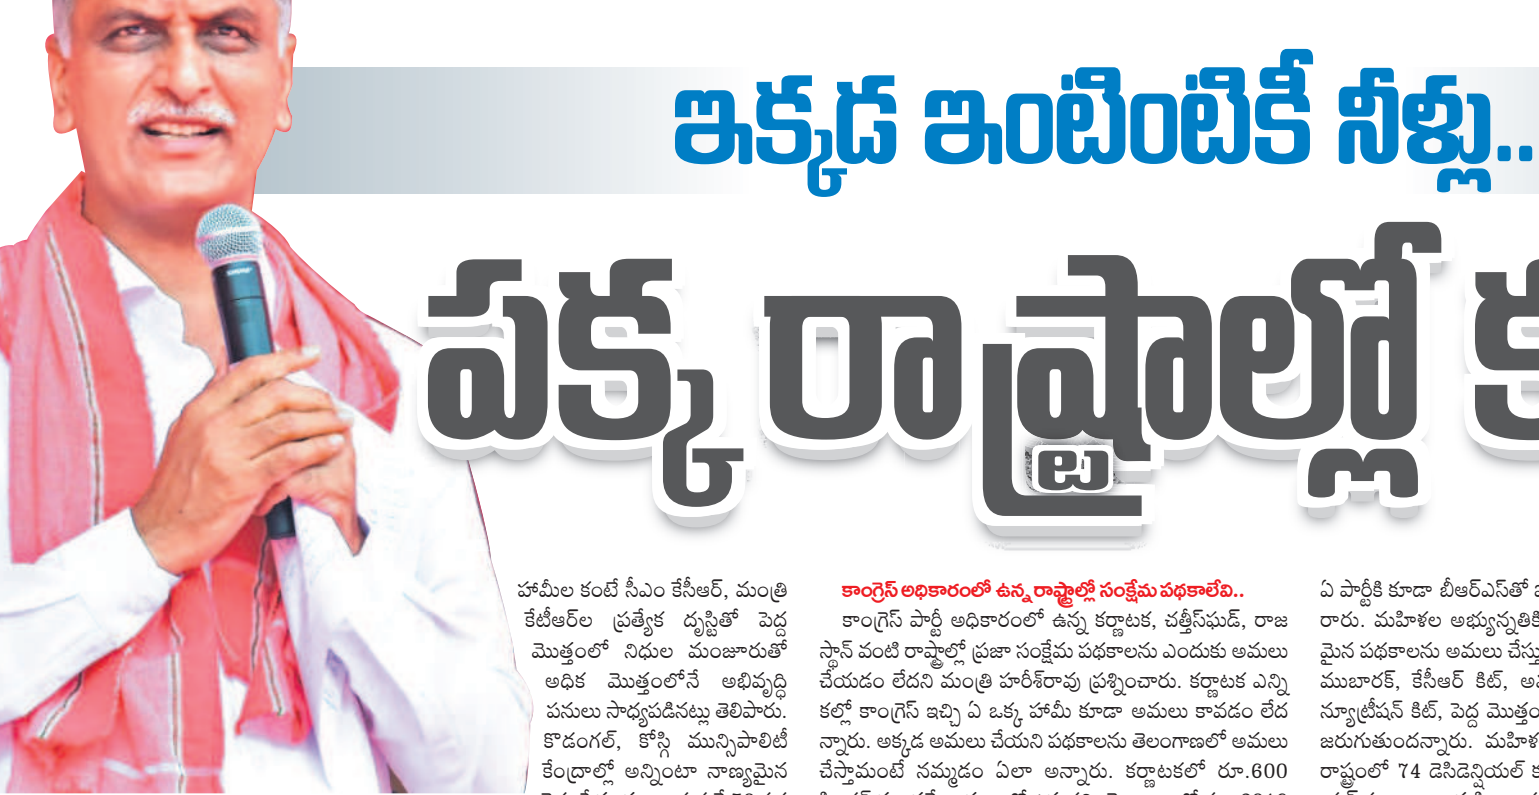 ఇక్కడ ఇంటింటికీ నీళ్లు..
పక్క రాష్ట్రాల్లో
హామీల కంటే సీఎం కేసీఆర్, మంత్రి
కేటీఆర్‌ల ప్రత్యేక దృష్టితో పెద్ద
మొత్తంలో నిధుల మంజూరుతో
అధిక మొత్తంలోనే అభివృద్ధి
పనులు సాధ్యపడినట్లు తెలిపారు.
కొడంగల్, కోస్గి మున్సిపాలిటీ
కేంద్రాల్లో అన్నింటా నాణ్యమైన
కాంగ్రెస్ అధికారంలో ఉన్న రాష్ట్రాల్లో సంక్షేమ పథకాలేవి..
కాంగ్రెస్ పార్టీ అధికారంలో ఉన్న కర్ణాటక, చత్తీస్‌ఘడ్, రాజ
స్థాన్ వంటి రాష్ట్రాల్లో ప్రజా సంక్షేమ పథకాలను ఎందుకు అమలు
చేయడం లేదని మంత్రి హరీశ్‌రావు ప్రశ్నించారు. కర్ణాటక ఎన్ని
కల్లో కాంగ్రెస్ ఇచ్చి ఏ ఒక్క హామీ కూడా అమలు కావడం లేద
న్నారు. అక్కడ అమలు చేయని పథకాలను తెలంగాణలో అమలు
చేస్తామంటే నమ్మడం ఏలా అన్నారు. కర్ణాటకలో రూ.600
ఏ పార్టీకి కూడా బీఆర్ఎస్‌తో
రారు. మహిళల అభ్యున్నతికి
మైన పథకాలను అమలు
ముబారక్, కేసీఆర్ కిట్,
న్యూట్రీషన్ కిట్, పెద్ద
జరుగుతుందన్నారు.
రాష్ట్రంలో 74 డెసిడెన్షియల్